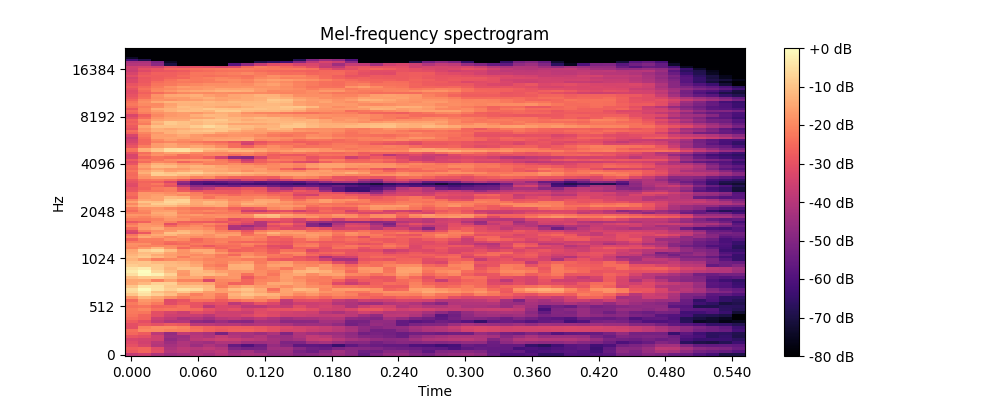 Mel-frequency spectrogram
Hz
16384
8192
4096
2048
1024
512
0
0.000 0.060 0.120 0.180 0.240 0.300 0.360 0.420 0.480 0.540
Time
+0 dB
-10 dB
-20 dB
-30 dB
-40 dB
-50 dB
-60 dB
-70 dB
-80 dB